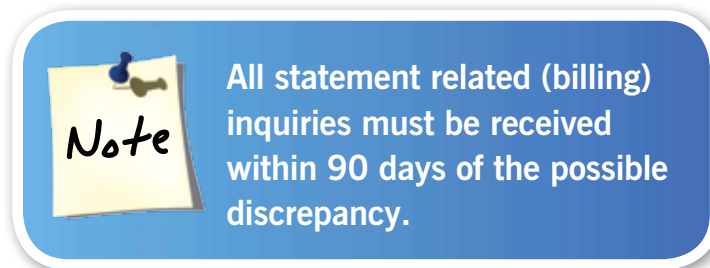 Note
All statement related (billing)
inquiries must be received
within 90 days of the possible
discrepancy.